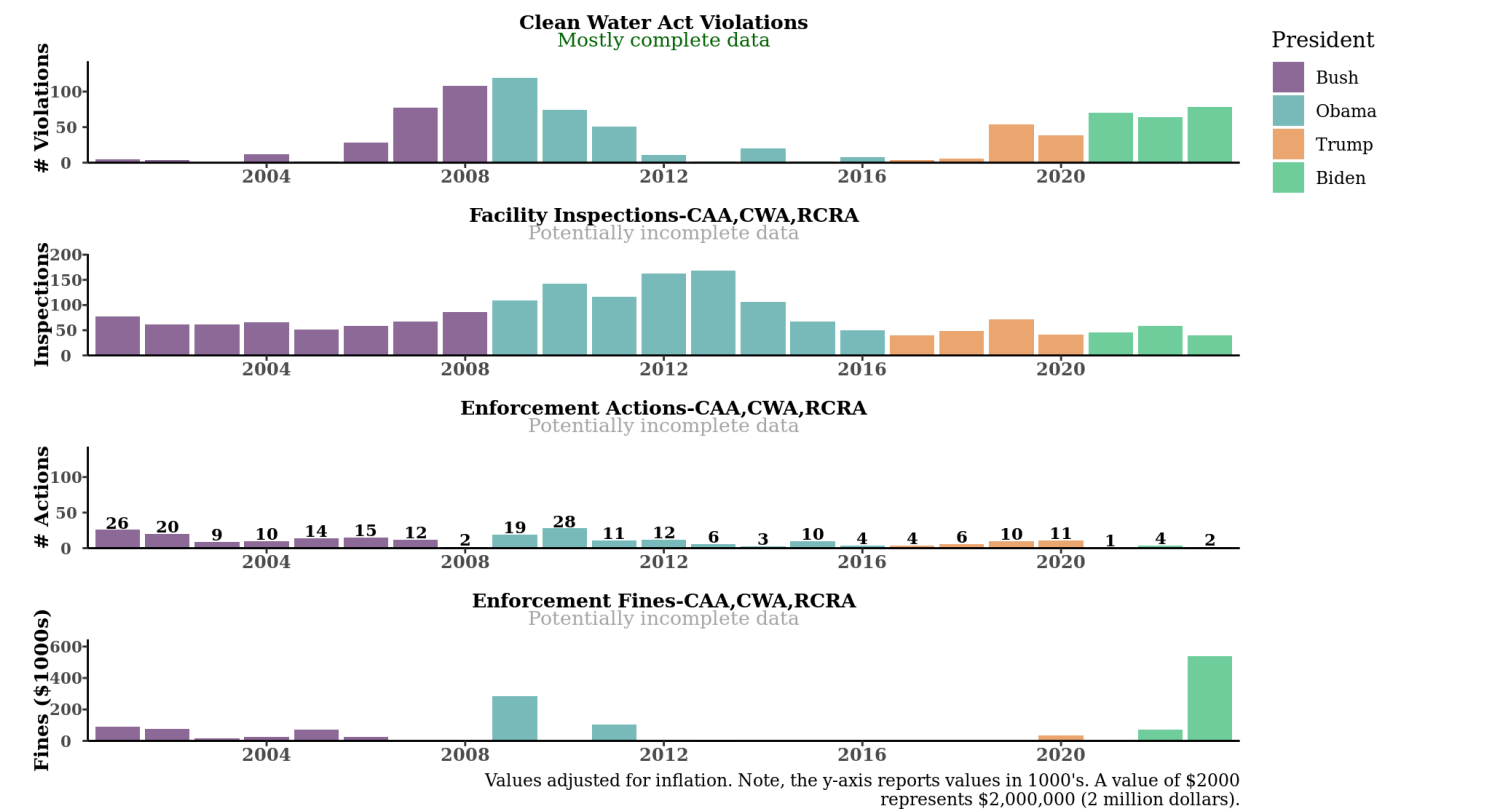 Clean Water Act Violations
Mostly complete data
# Violations
100
50
0
2004 2008 2012 2016 2020
President
Bush
Obama
Trump
Biden
Facility Inspections-CAA,CWA,RCRA
Potentially incomplete data
Inspections
200
150
100
50
0
2004 2008 2012 2016 2020
Enforcement Actions-CAA,CWA,RCRA
Potentially incomplete data
# Actions
100
50
0
26 20 9 10 14 15 12 2 19 28 11 12 6 3 10 4 4 6 10 11 1 4 2
2004 2008 2012 2016 2020
Enforcement Fines-CAA,CWA,RCRA
Potentially incomplete data
Fines ($1000s)
600
400
200
0
2004 2008 2012 2016 2020
Values adjusted for inflation. Note, the y-axis reports values in 1000's. A value of $2000
represents $2,000,000 (2 million dollars).